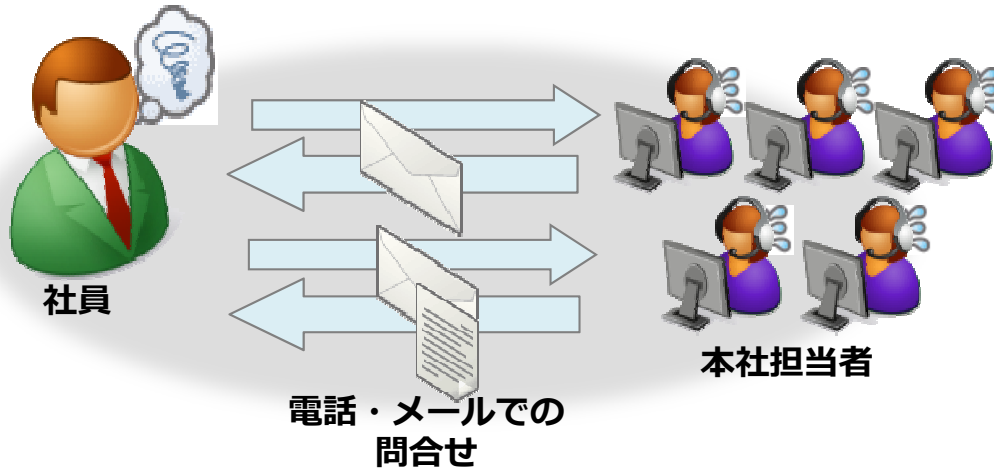 社員
本社担当者
電話・メールでの
問合せ